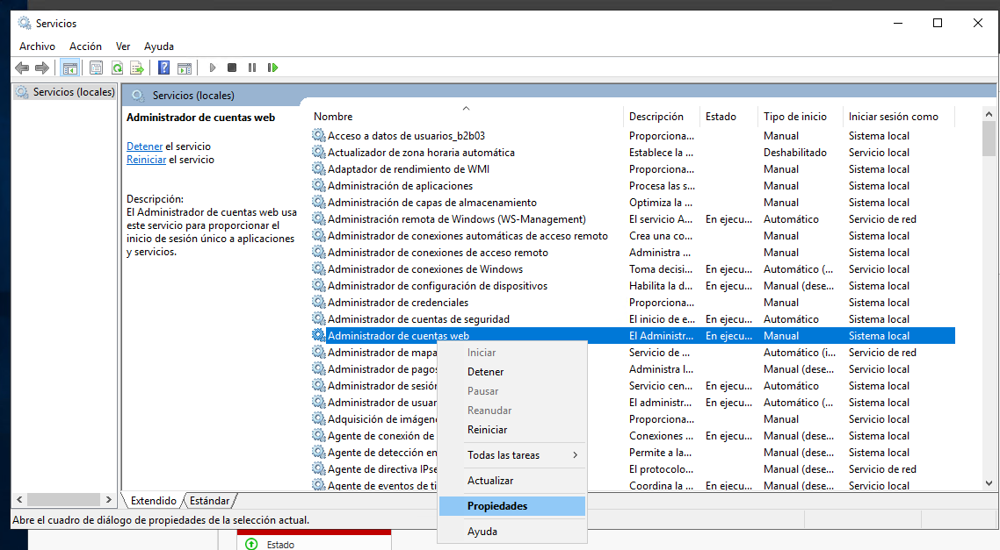 Servicios
Archivo Acción Ver Ayuda
Servicios (locales)
Servicios (locales)
Administrador de cuentas web
Detener el servicio
Reiniciar el servicio
Descripción:
El Administrador de cuentas web usa
este servicio para proporcionar el
inicio de sesión único a aplicaciones
y servicios.
Nombre Descripción Estado Tipo de inicio Iniciar sesión como
Acceso a datos de usuarios_b2b03 Proporciona... Manual Sistema local
Actualizador de zona horaria automática Establece la ... Deshabilitado Servicio local
Adaptador de rendimiento de WMI Proporciona... Manual Sistema local
Administración de aplicaciones Procesa las s... Manual Sistema local
Administración de capas de almacenamiento Optimiza la ... Manual Sistema local
Administración remota de Windows (WS-Management) El servicio A... En ejecu... Automático Servicio de red
Administrador de conexiones automáticas de acceso remoto Crea una co... Manual Sistema local
Administrador de conexiones de acceso remoto Administra ... Manual Sistema local
Administrador de conexiones de Windows Toma decisi... En ejecu... Automático (... Servicio local
Administrador de configuración de dispositivos Habilita la d... En ejecu... Manual (dese... Sistema local
Administrador de credenciales Proporciona... Manual Sistema local
Administrador de cuentas de seguridad El inicio de e... En ejecu... Automático Sistema local
Administrador de cuentas web El Administr... En ejecu... Manual Sistema local
Administrador de mapa Servicio de ... Automático (i... Servicio de red
Administrador de pagos Administra l... Manual (dese... Servicio local
Administrador de sesión Servicio cen... En ejecu... Automático Sistema local
Administrador de usuar El administr... En ejecu... Automático (... Sistema local
Adquisición de imágene Proporciona... Manual Sistema local
Agente de conexión de Conexiones ... En ejecu... Manual (dese... Sistema local
Agente de detección en Permite a la... Manual (dese... Sistema local
Agente de directiva IPse El protocolo... Manual (dese... Servicio de red
Agente de eventos de ti Coordina la ... En ejecu... Manual (dese... Sistema local
Iniciar
Detener
Pausar
Reanudar
Reiniciar
Todas las tareas
Actualizar
Propiedades
Ayuda
Extendido Estándar
Abre el cuadro de diálogo de propiedades de la selección actual.
Estado